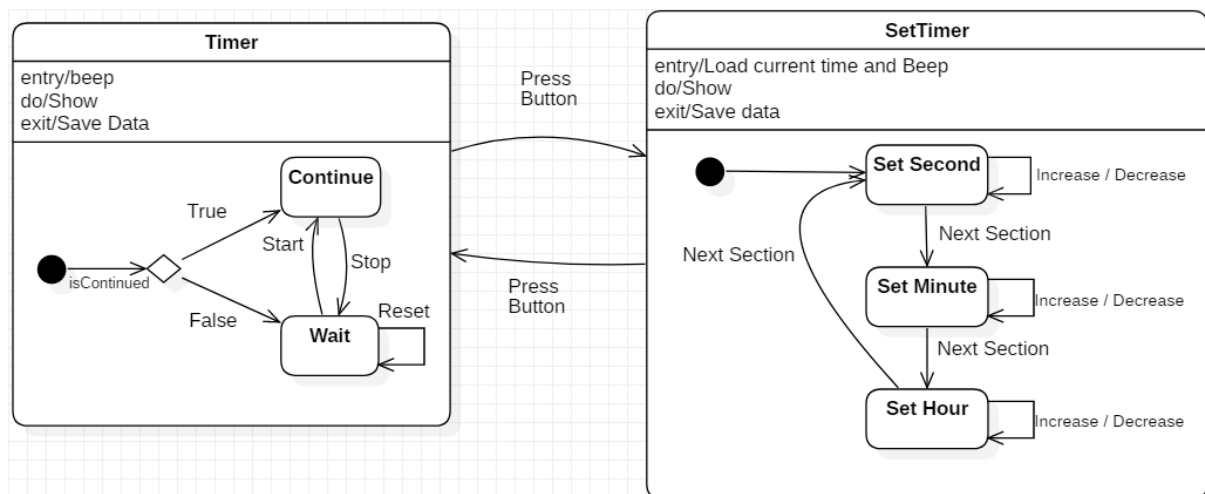 Timer
entry/beep
do/Show
exit/Save Data
Continue
True
Start
Stop
isContinued
False
Reset
Wait
Press
Button
Press
Button
SetTimer
entry/Load current time and Beep
do/Show
exit/Save data
Set Second
Increase / Decrease
Next Section
Next Section
Set Minute
Increase / Decrease
Next Section
Set Hour
Increase / Decrease